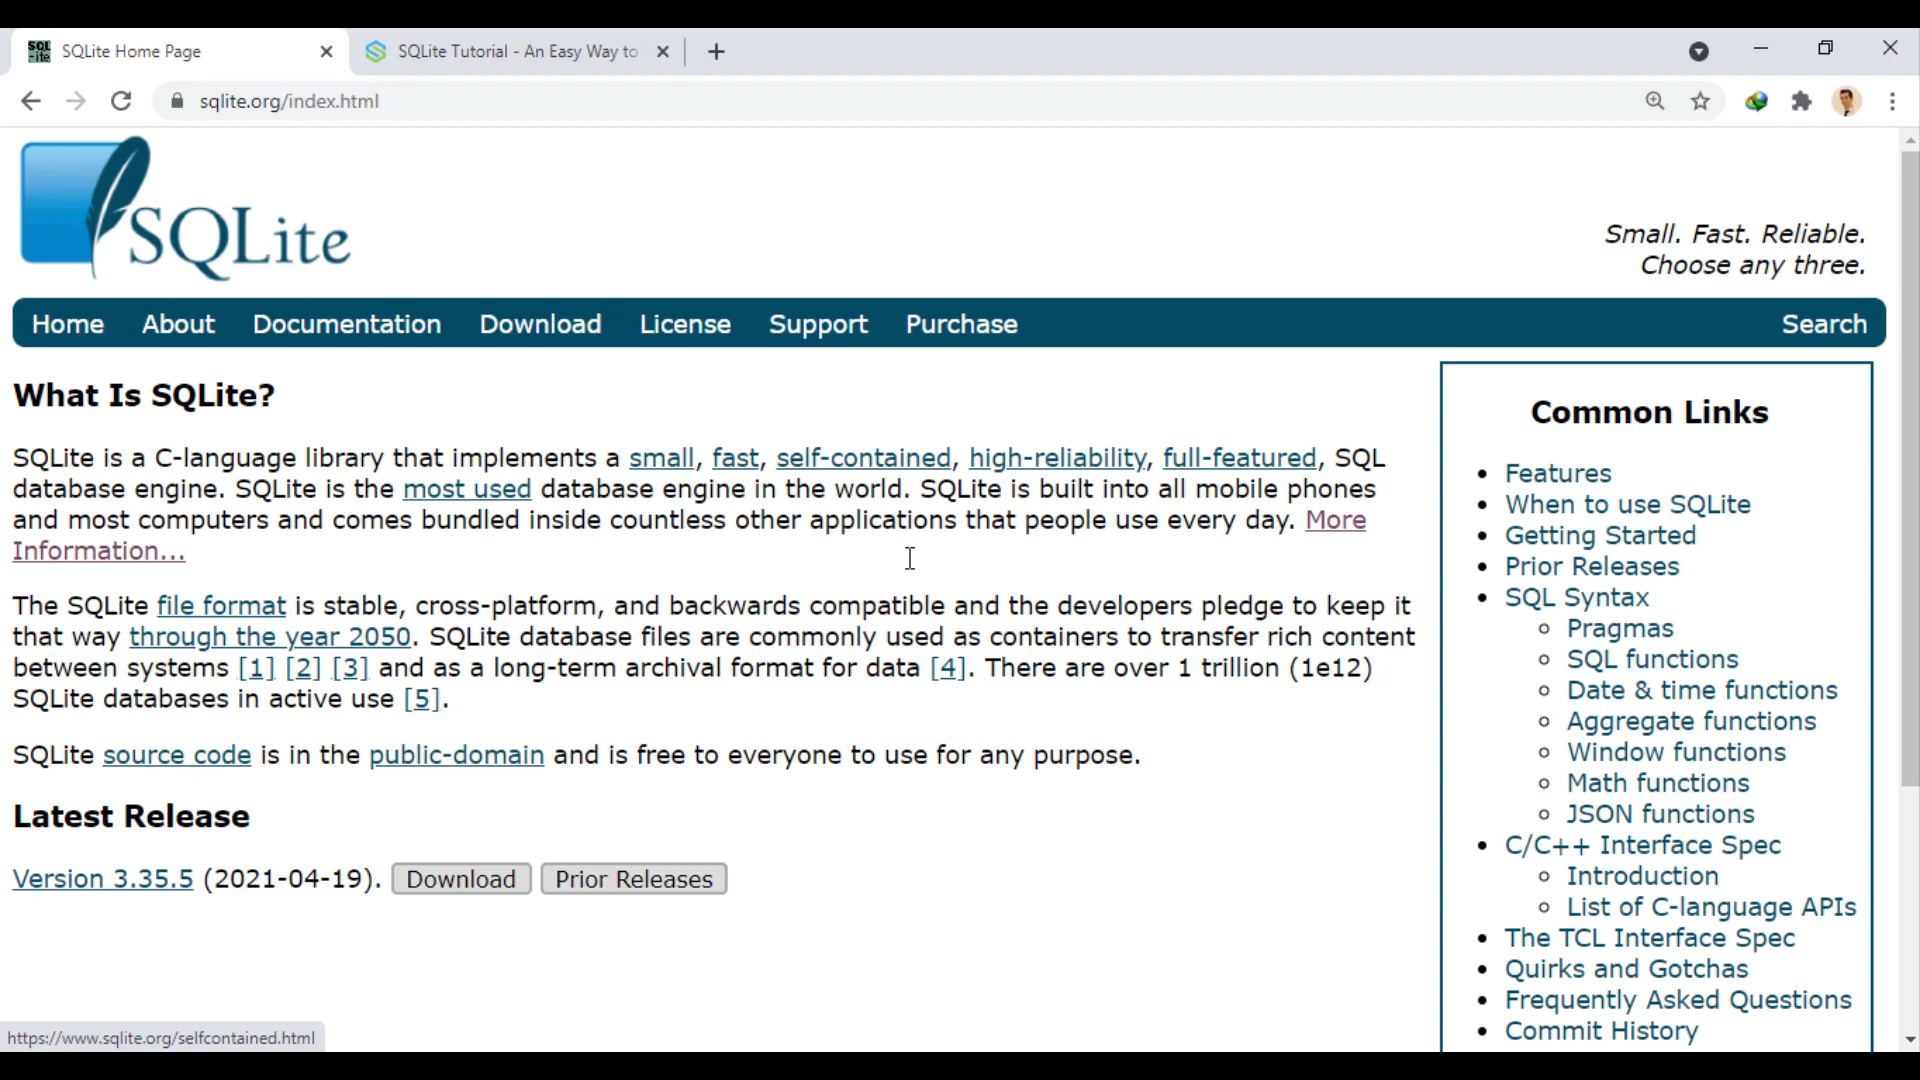 SQLite Home Page
SQLite Tutorial - An Easy Way to
sqlite.org/index.html
SQLite
Small. Fast. Reliable.
Choose any three.
Home About Documentation Download License Support Purchase Search
What Is SQLite?
SQLite is a C-language library that implements a small, fast, self-contained, high-reliability, full-featured, SQL
database engine. SQLite is the most used database engine in the world. SQLite is built into all mobile phones
and most computers and comes bundled inside countless other applications that people use every day. More
Information...
The SQLite file format is stable, cross-platform, and backwards compatible and the developers pledge to keep it
that way through the year 2050. SQLite database files are commonly used as containers to transfer rich content
between systems [1] [2] [3] and as a long-term archival format for data [4]. There are over 1 trillion (1e12)
SQLite databases in active use [5].
SQLite source code is in the public-domain and is free to everyone to use for any purpose.
Latest Release
Version 3.35.5 (2021-04-19). Download Prior Releases
Common Links
Features
When to use SQLite
Getting Started
Prior Releases
SQL Syntax
Pragmas
SQL functions
Date & time functions
Aggregate functions
Window functions
Math functions
JSON functions
C/C++ Interface Spec
Introduction
List of C-language APIs
The TCL Interface Spec
Quirks and Gotchas
Frequently Asked Questions
Commit History
https://www.sqlite.org/selfcontained.html